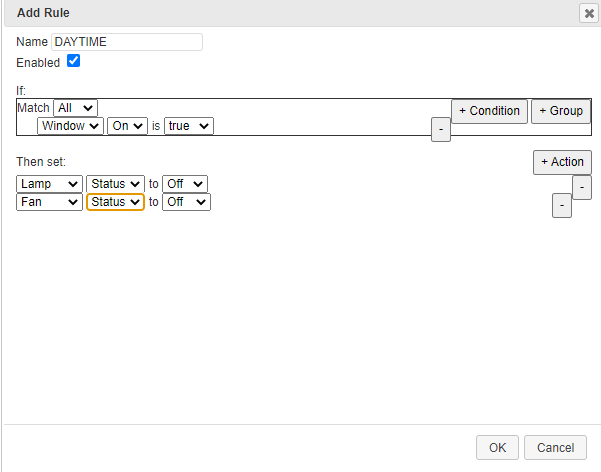 Add Rule
Name DAYTIME
Enabled
If:
Match All + Condition + Group
Window On is true -
Then set: + Action
Lamp Status to Off -
Fan Status to Off -
OK Cancel